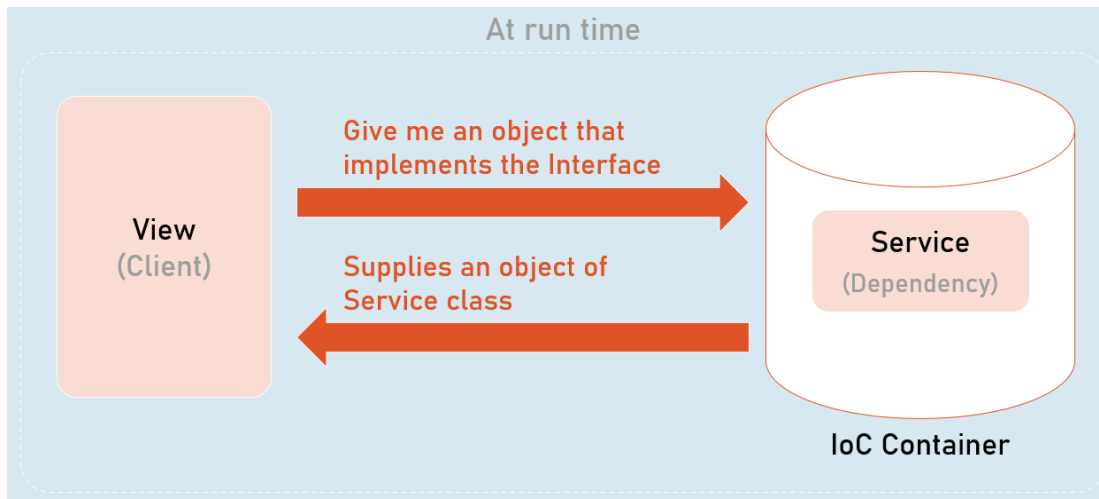 At run time
Give me an object that
implements the Interface
View
(Client)
Service
(Dependency)
Supplies an object of
Service class
IoC Container